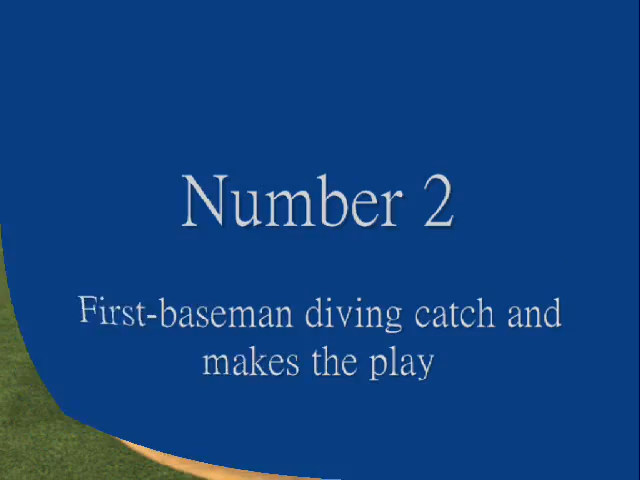 Number 2
First-baseman diving catch and
makes the play